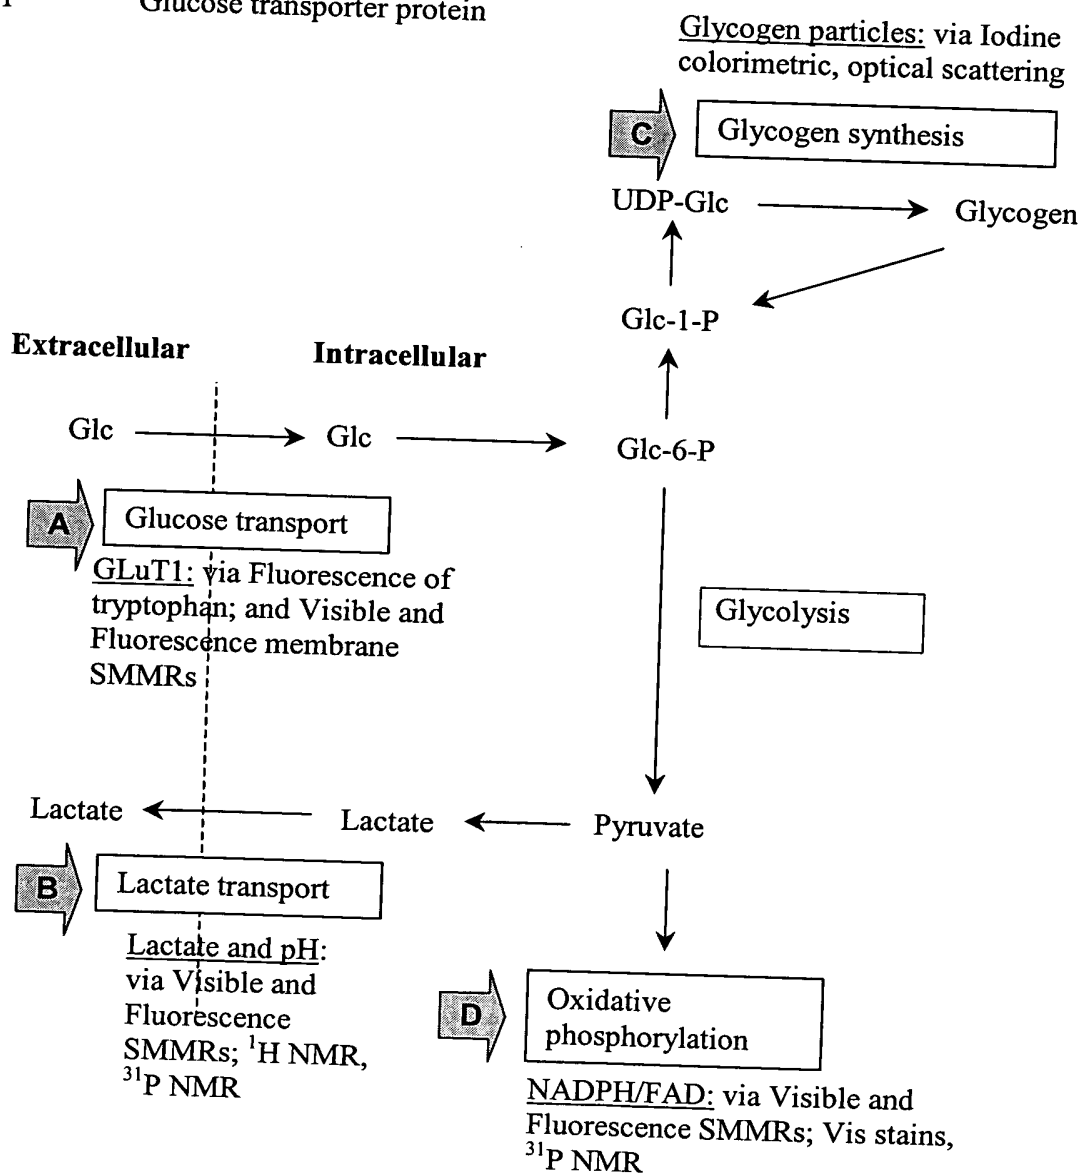 Glucose transporter protein
Glycogen particles: via Iodine
colorimetric, optical scattering
C
Glycogen synthesis
UDP-Glc
Glycogen
Glc-1-P
Extracellular
Intracellular
Glc
Glc
Glc-6-P
A
Glucose transport
GLuT1: via Fluorescence of
tryptophan; and Visible and
Fluorescence membrane
SMMRs
Glycolysis
Lactate
Lactate
Pyruvate
B
Lactate transport
Lactate and pH:
via Visible and
Fluorescence
SMMRs; ¹H NMR,
³¹P NMR
D
Oxidative
phosphorylation
NADPH/FAD: via Visible and
Fluorescence SMMRs; Vis stains,
³¹P NMR